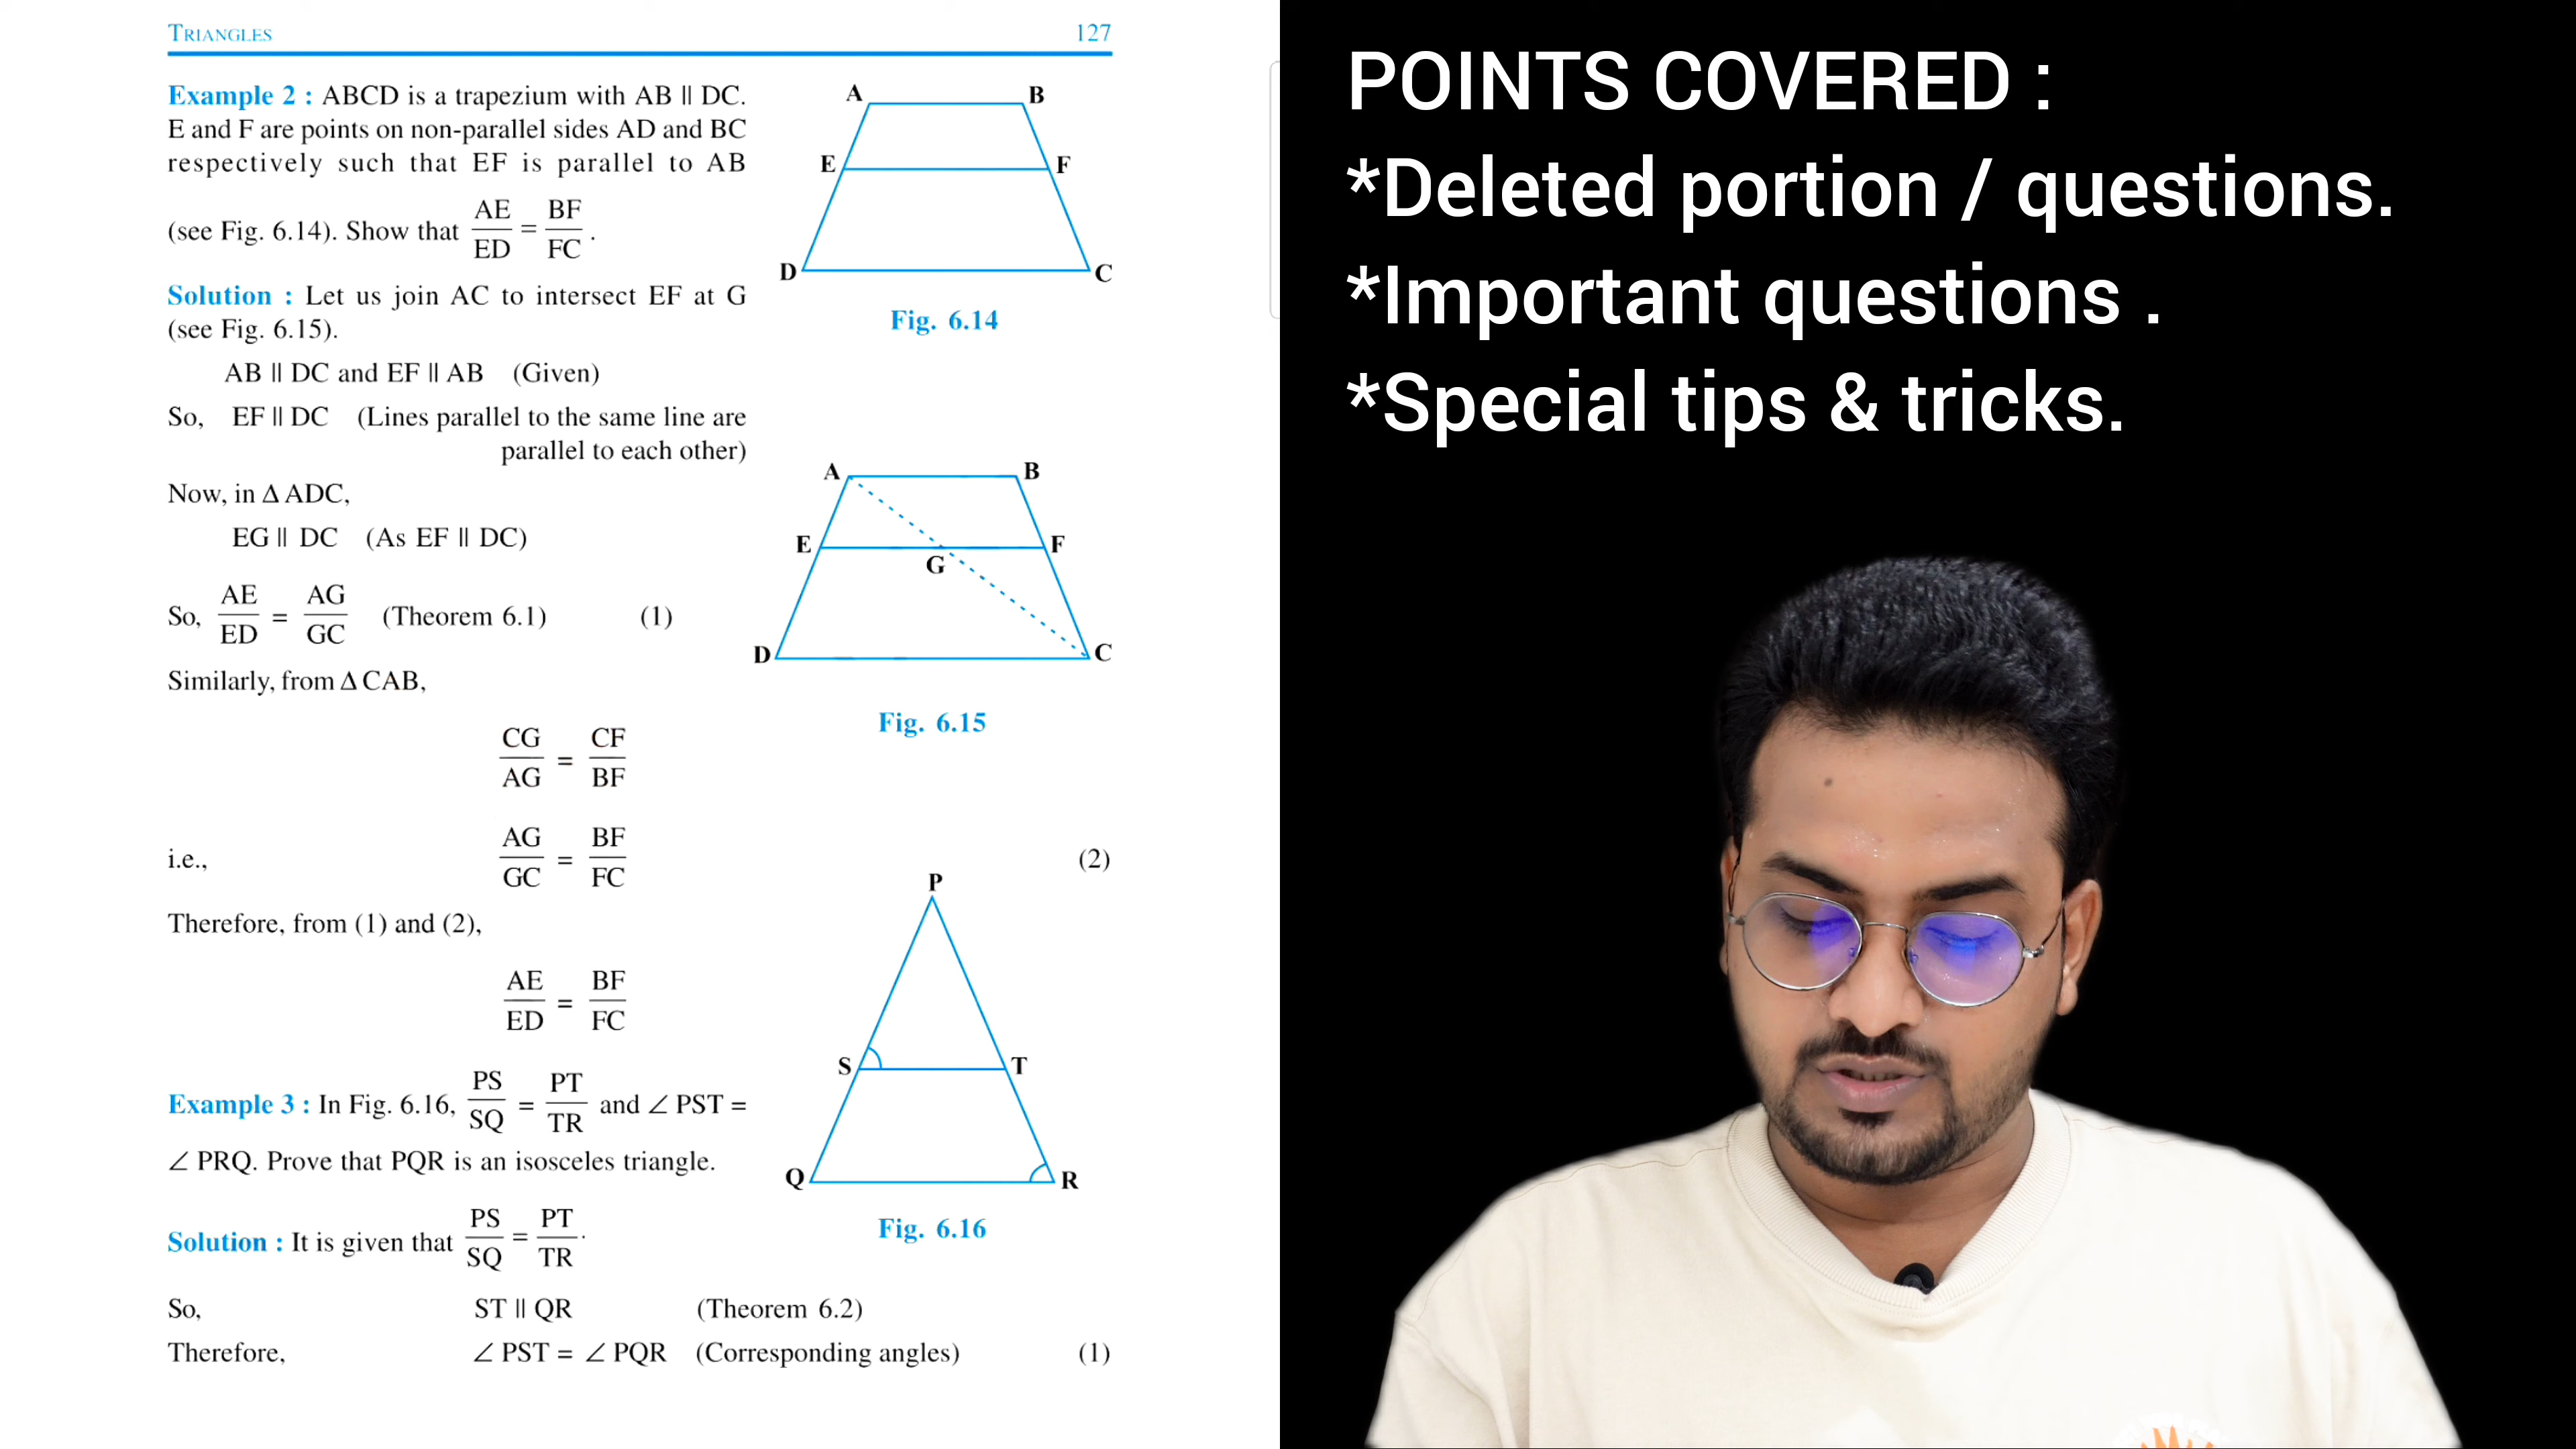 TRIANGLES 127
Example 2 : ABCD is a trapezium with AB || DC.
E and F are points on non-parallel sides AD and BC
respectively such that EF is parallel to AB
(see Fig. 6.14). Show that AE/ED = BF/FC .
A B
E F
D C
Fig. 6.14
Solution : Let us join AC to intersect EF at G
(see Fig. 6.15).
AB || DC and EF || AB (Given)
So, EF || DC (Lines parallel to the same line are
parallel to each other)
Now, in Δ ADC,
EG || DC (As EF || DC)
So, AE/ED = AG/GC (Theorem 6.1) (1)
A B
E F
G
D C
Fig. 6.15
Similarly, from Δ CAB,
CG/AG = CF/BF
i.e., AG/GC = BF/FC (2)
Therefore, from (1) and (2),
AE/ED = BF/FC
Example 3 : In Fig. 6.16, PS/SQ = PT/TR and ∠ PST =
∠ PRQ. Prove that PQR is an isosceles triangle.
P
S T
Q R
Fig. 6.16
Solution : It is given that PS/SQ = PT/TR .
So, ST || QR (Theorem 6.2)
Therefore, ∠ PST = ∠ PQR (Corresponding angles) (1)
POINTS COVERED :
*Deleted portion / questions.
*Important questions .
*Special tips & tricks.